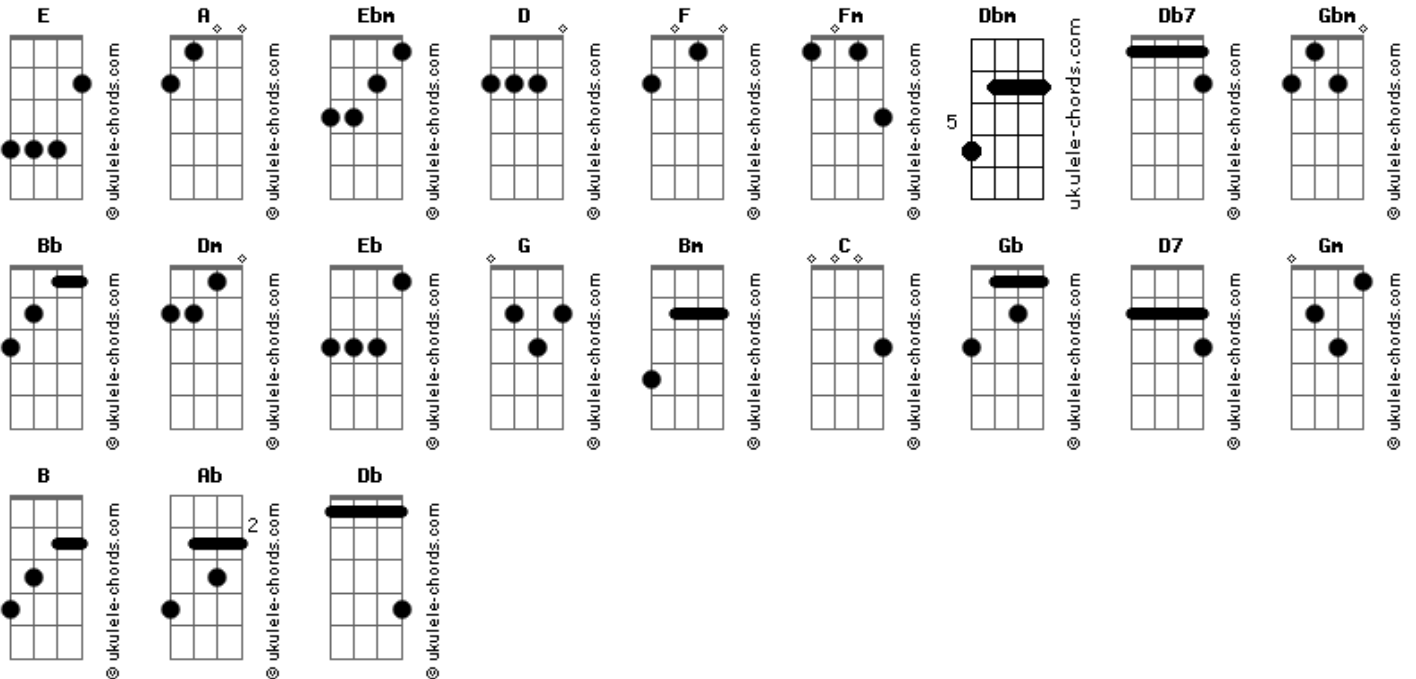 E A Ebm D F Fm Dbm Db7 Gbm
© ukulele-chords.com © ukulele-chords.com © ukulele-chords.com © ukulele-chords.com © ukulele-chords.com © ukulele-chords.com 5 ukulele-chords.com © ukulele-chords.com © ukulele-chords.com
Bb Dm Eb G Bm C Gb D7 Gm
© ukulele-chords.com © ukulele-chords.com © ukulele-chords.com © ukulele-chords.com © ukulele-chords.com © ukulele-chords.com © ukulele-chords.com © ukulele-chords.com © ukulele-chords.com
B Ab Db
© ukulele-chords.com 2 © ukulele-chords.com © ukulele-chords.com